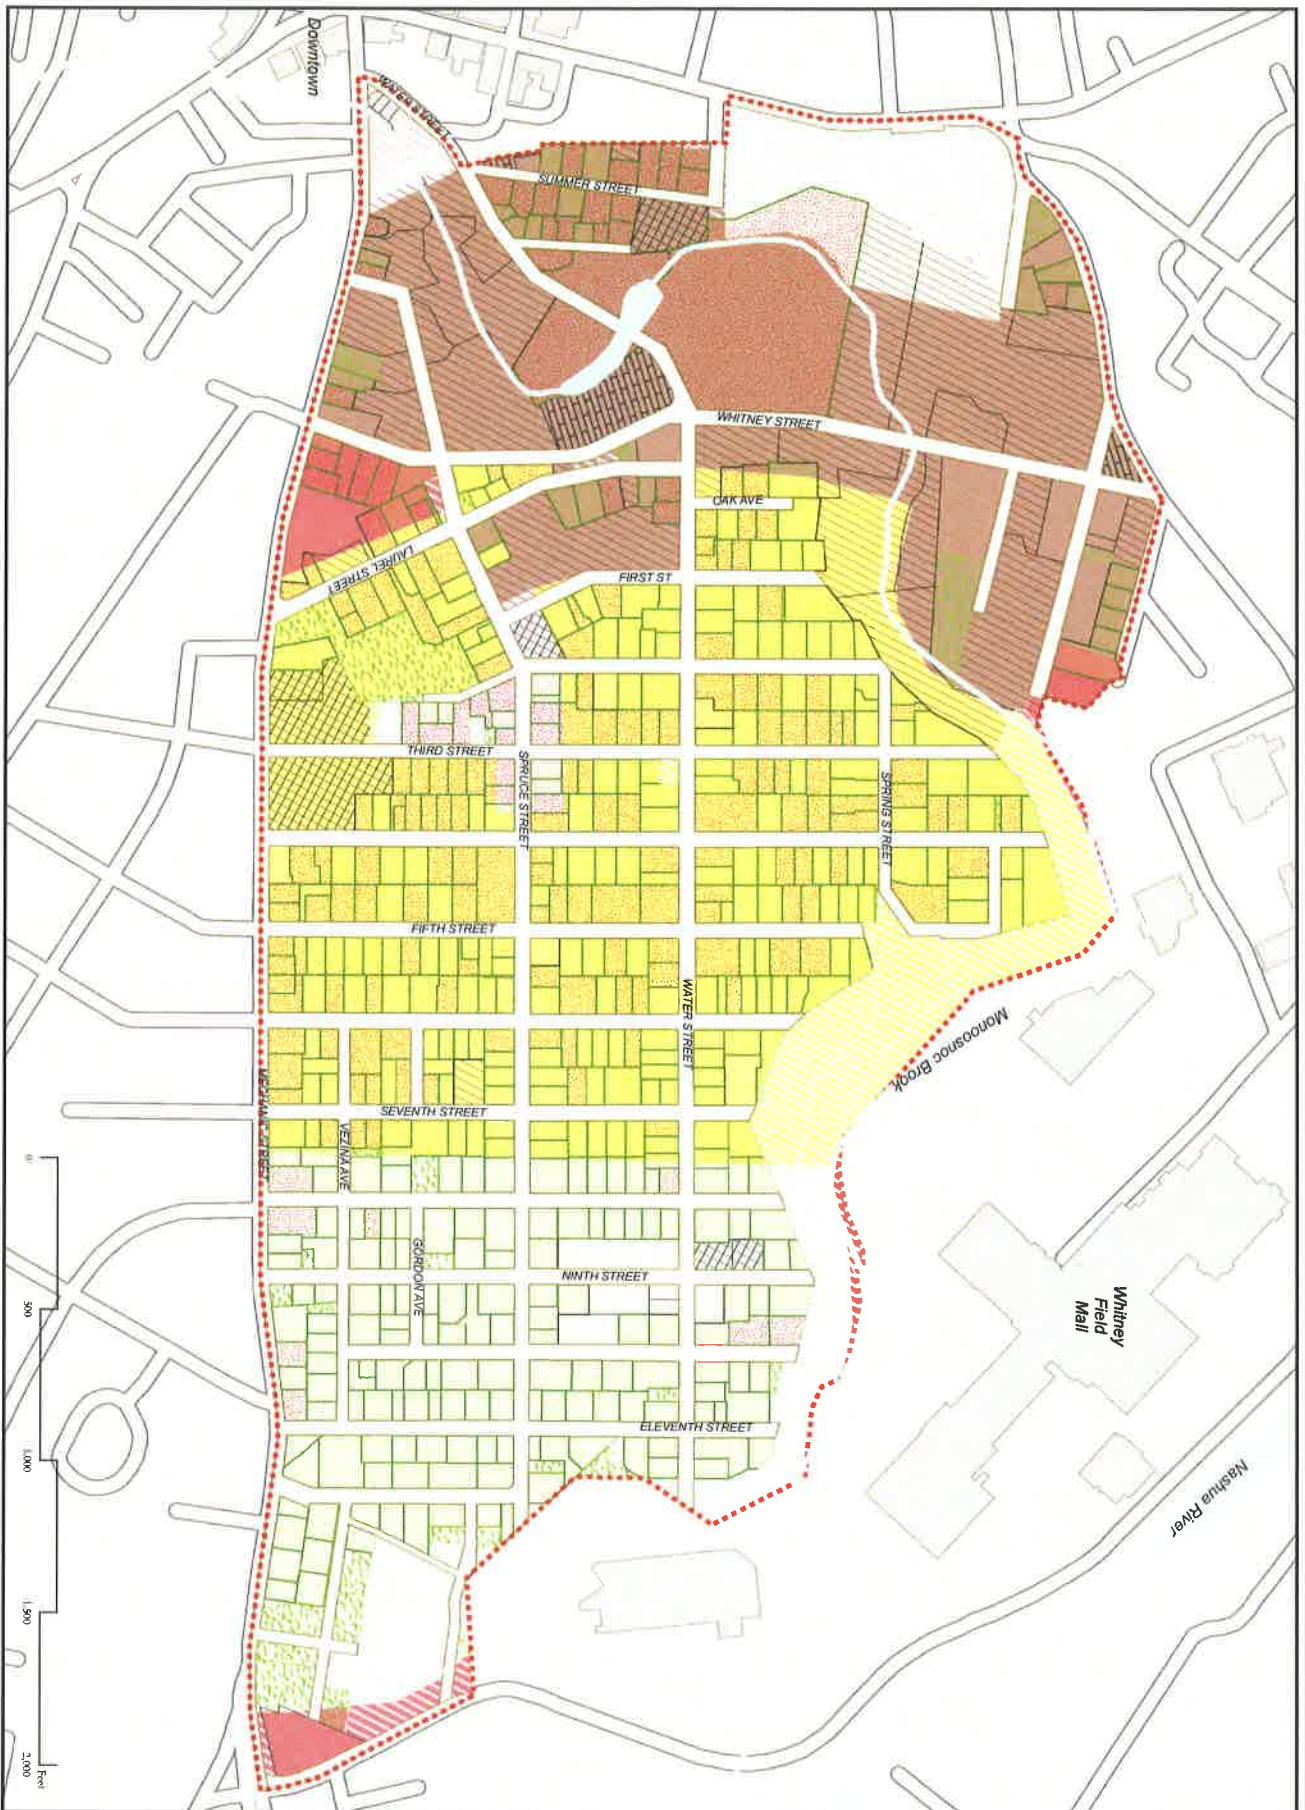 Downtown
WATER STREET
SUMMER STREET
WHITNEY STREET
OAK AVE
LAUREL STREET
FIRST ST
THIRD STREET
SPRUCE STREET
SPRING STREET
FIFTH STREET
WATER STREET
Monoosnoc Brook
MECHANIC STREET
SEVENTH STREET
VEZINA AVE
GORDON AVE
NINTH STREET
Whitney
Field
Mall
ELEVENTH STREET
Nashua River
0
500
1,000
1,500
2,000
Feet